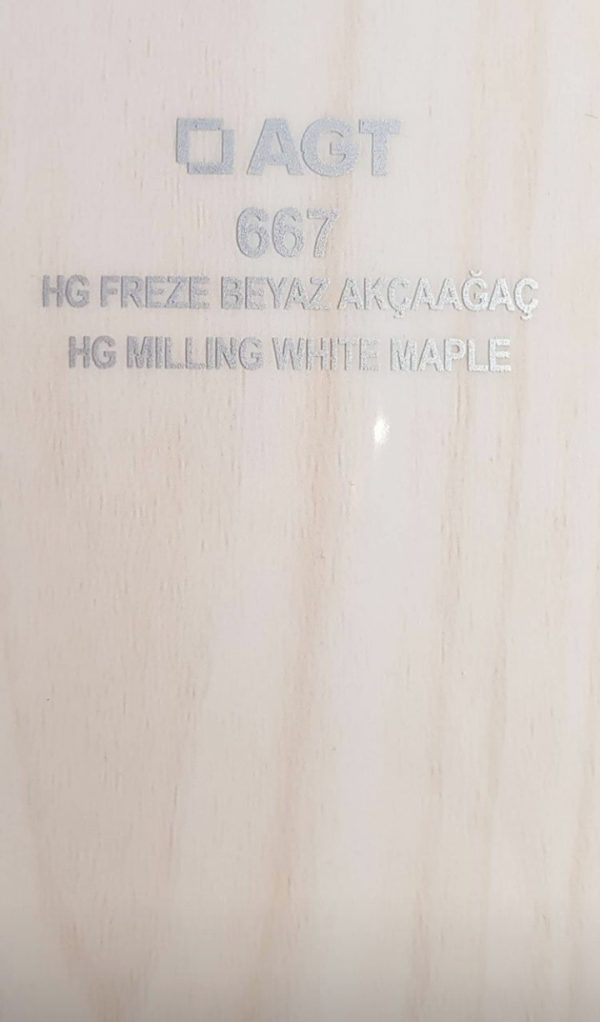 AGT
667
HG FREZE BEYAZ AKÇAAĞAÇ
HG MILLING WHITE MAPLE